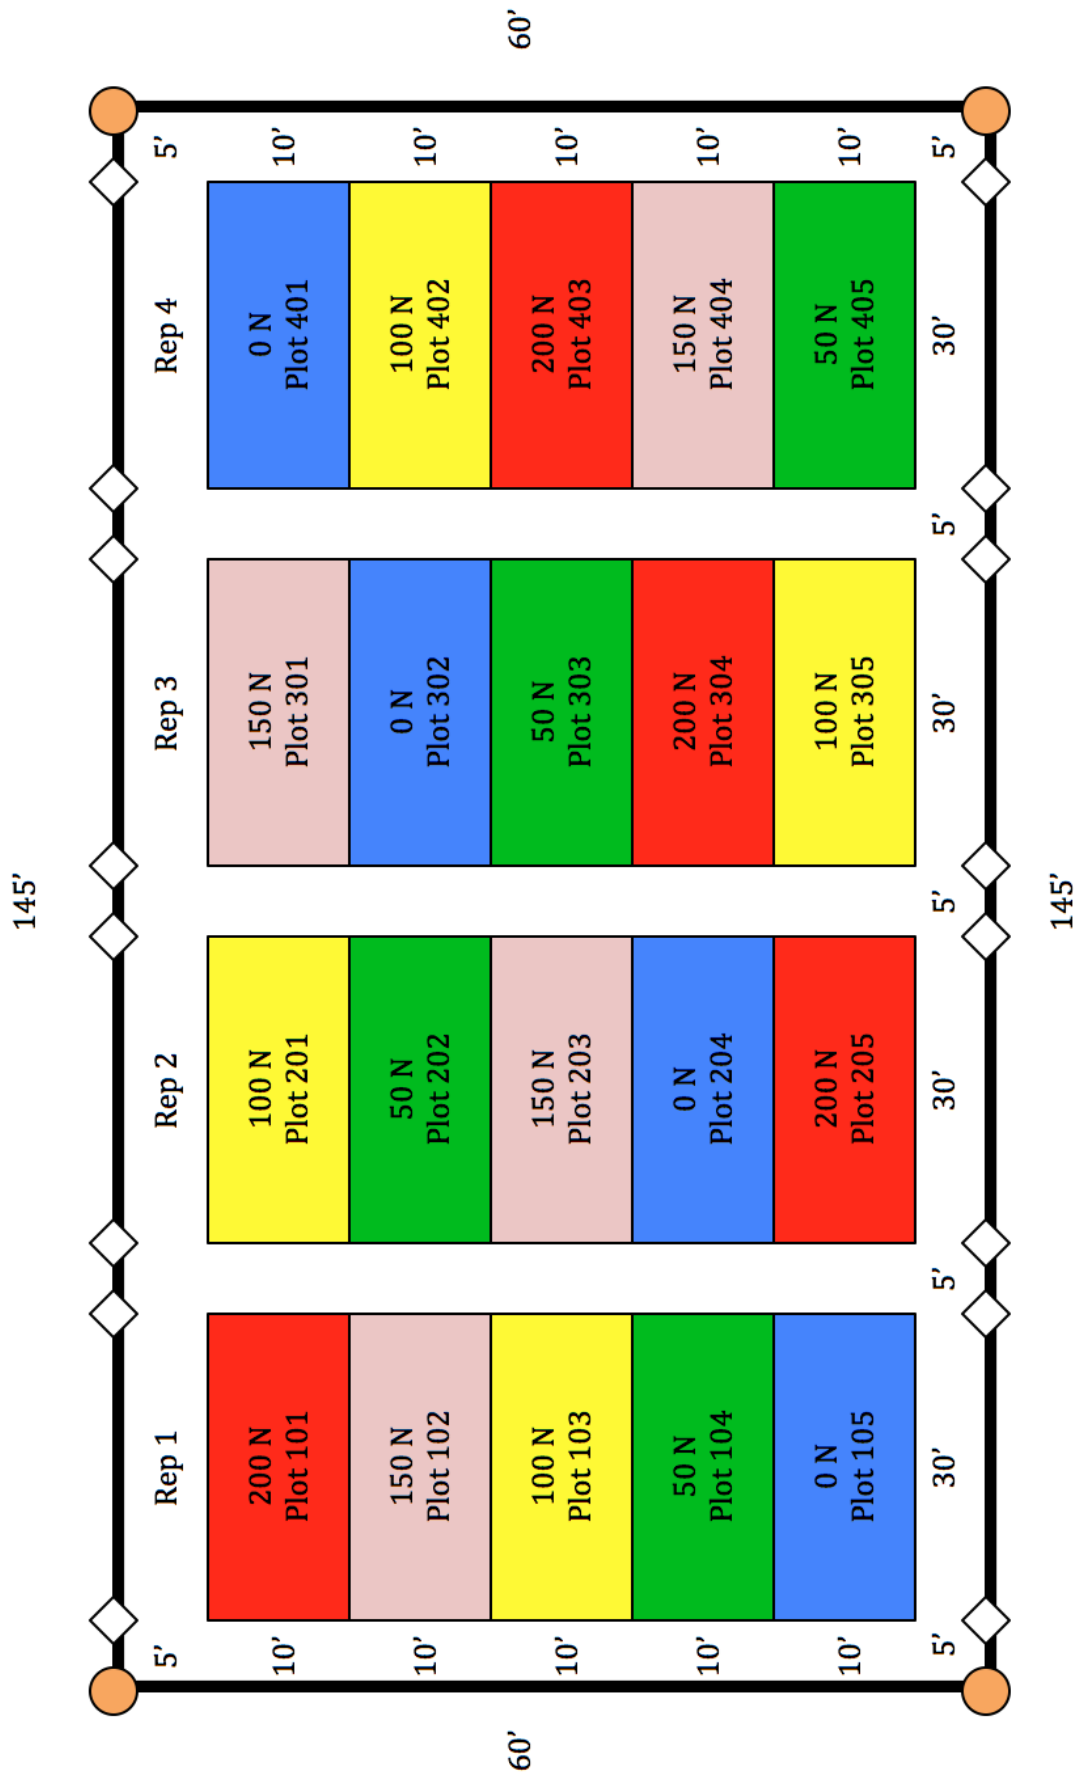 145’
5’
Rep 1
Rep 2
Rep 3
Rep 4
5’
10’
200 N
Plot 101
100 N
Plot 201
150 N
Plot 301
0 N
Plot 401
10’
10’
150 N
Plot 102
50 N
Plot 202
0 N
Plot 302
100 N
Plot 402
10’
60’
10’
100 N
Plot 103
150 N
Plot 203
50 N
Plot 303
200 N
Plot 403
10’
60’
10’
50 N
Plot 104
0 N
Plot 204
200 N
Plot 304
150 N
Plot 404
10’
10’
0 N
Plot 105
200 N
Plot 205
100 N
Plot 305
50 N
Plot 405
10’
5’
30’
5’
30’
5’
30’
5’
30’
5’
145’